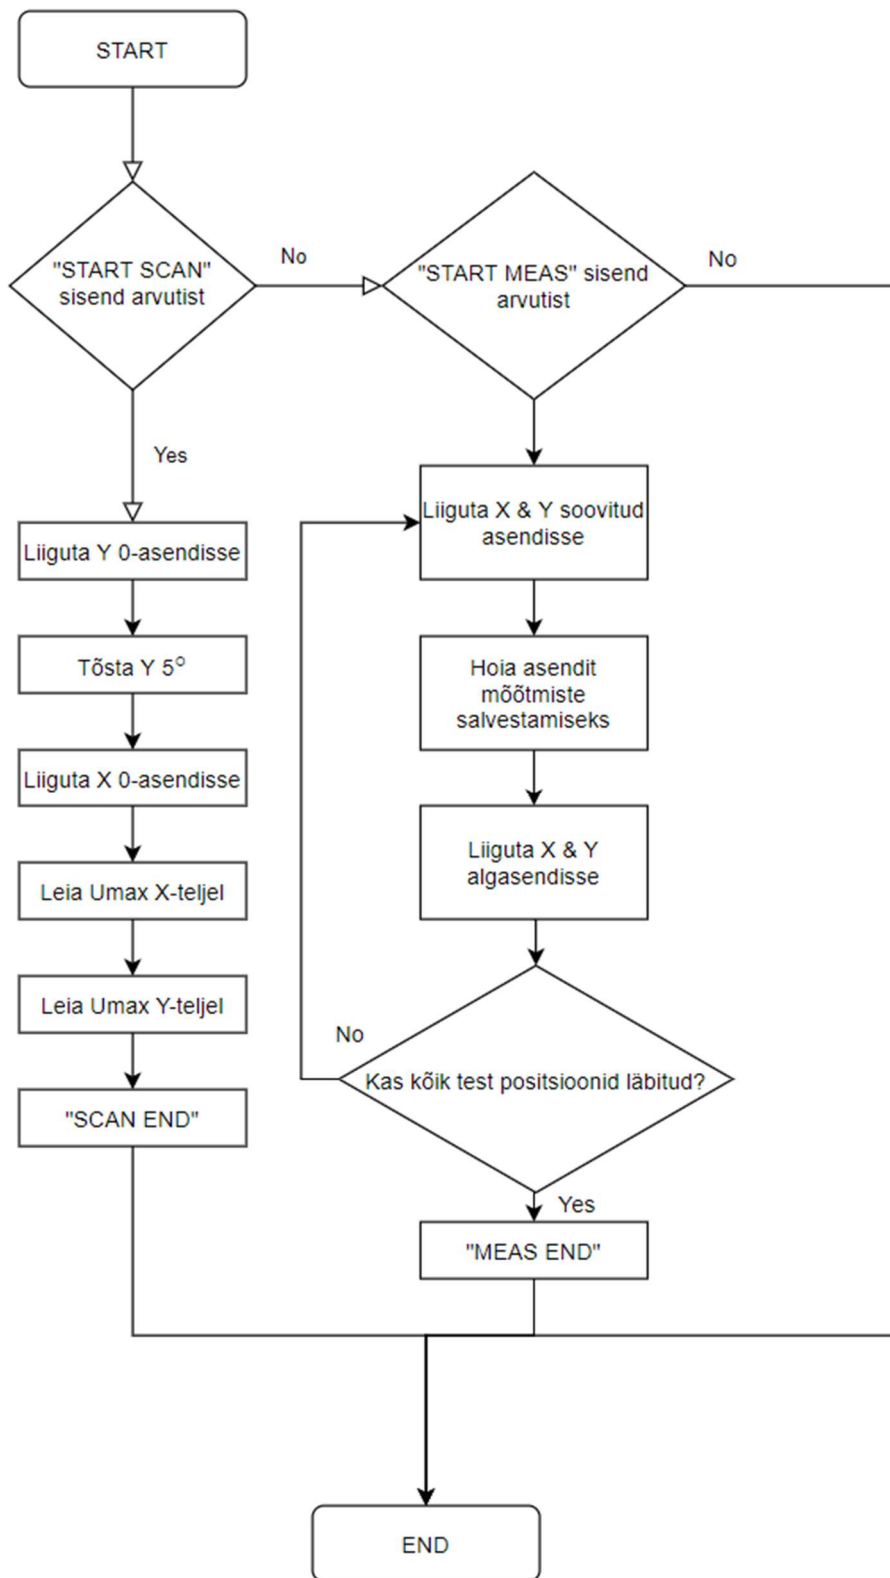 START
"START SCAN"
sisend arvutist
No
"START MEAS" sisend
arvutist
No
Yes
Liiguta Y 0-asendisse
Tõsta Y 5°
Liiguta X 0-asendisse
Leia Umax X-teljel
Leia Umax Y-teljel
"SCAN END"
Liiguta X & Y soovitud
asendisse
Hoia asendit
mõõtmiste
salvestamiseks
Liiguta X & Y
algasendisse
No
Kas kõik test positsioonid läbitud?
Yes
"MEAS END"
END